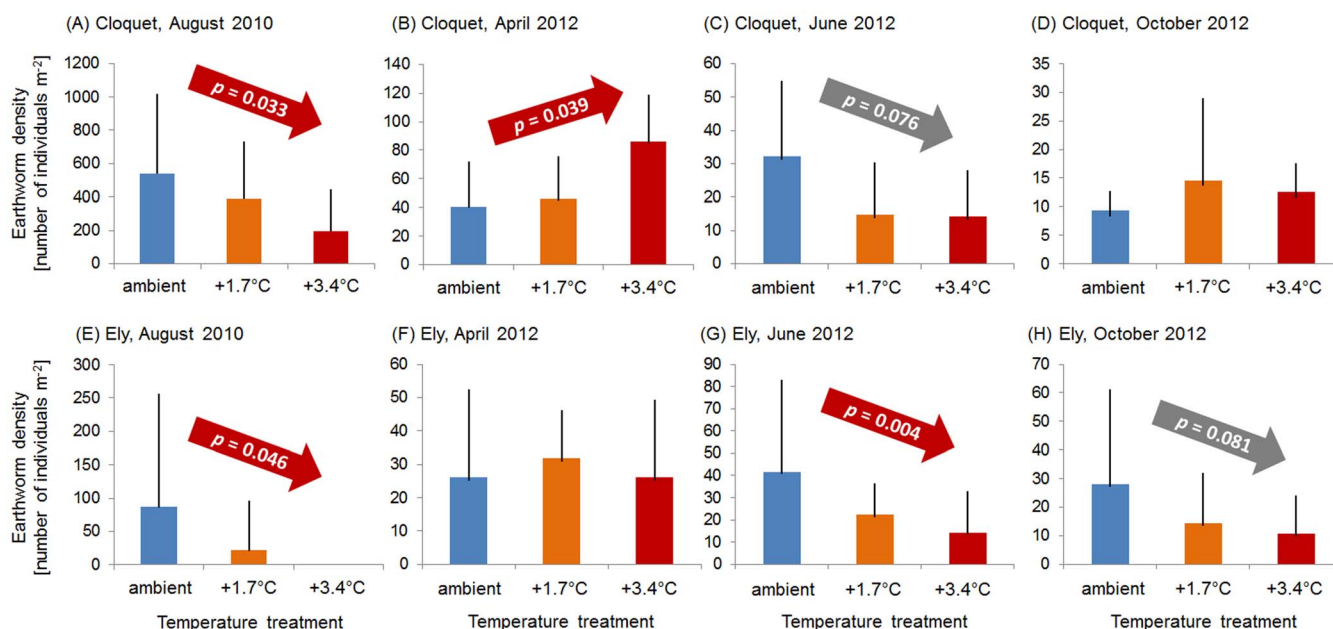 (A) Cloquet, August 2010
(B) Cloquet, April 2012
(C) Cloquet, June 2012
(D) Cloquet, October 2012
Earthworm density
[number of individuals m⁻²]
1200
1000
800
600
400
200
0
p = 0.033
ambient +1.7°C +3.4°C
140
120
100
80
60
40
20
0
p = 0.039
ambient +1.7°C +3.4°C
60
50
40
30
20
10
0
p = 0.076
ambient +1.7°C +3.4°C
35
30
25
20
15
10
5
0
ambient +1.7°C +3.4°C
(E) Ely, August 2010
(F) Ely, April 2012
(G) Ely, June 2012
(H) Ely, October 2012
Earthworm density
[number of individuals m⁻²]
300
250
200
150
100
50
0
p = 0.046
ambient +1.7°C +3.4°C
Temperature treatment
60
50
40
30
20
10
0
ambient +1.7°C +3.4°C
Temperature treatment
90
80
70
60
50
40
30
20
10
0
p = 0.004
ambient +1.7°C +3.4°C
Temperature treatment
70
60
50
40
30
20
10
0
p = 0.081
ambient +1.7°C +3.4°C
Temperature treatment